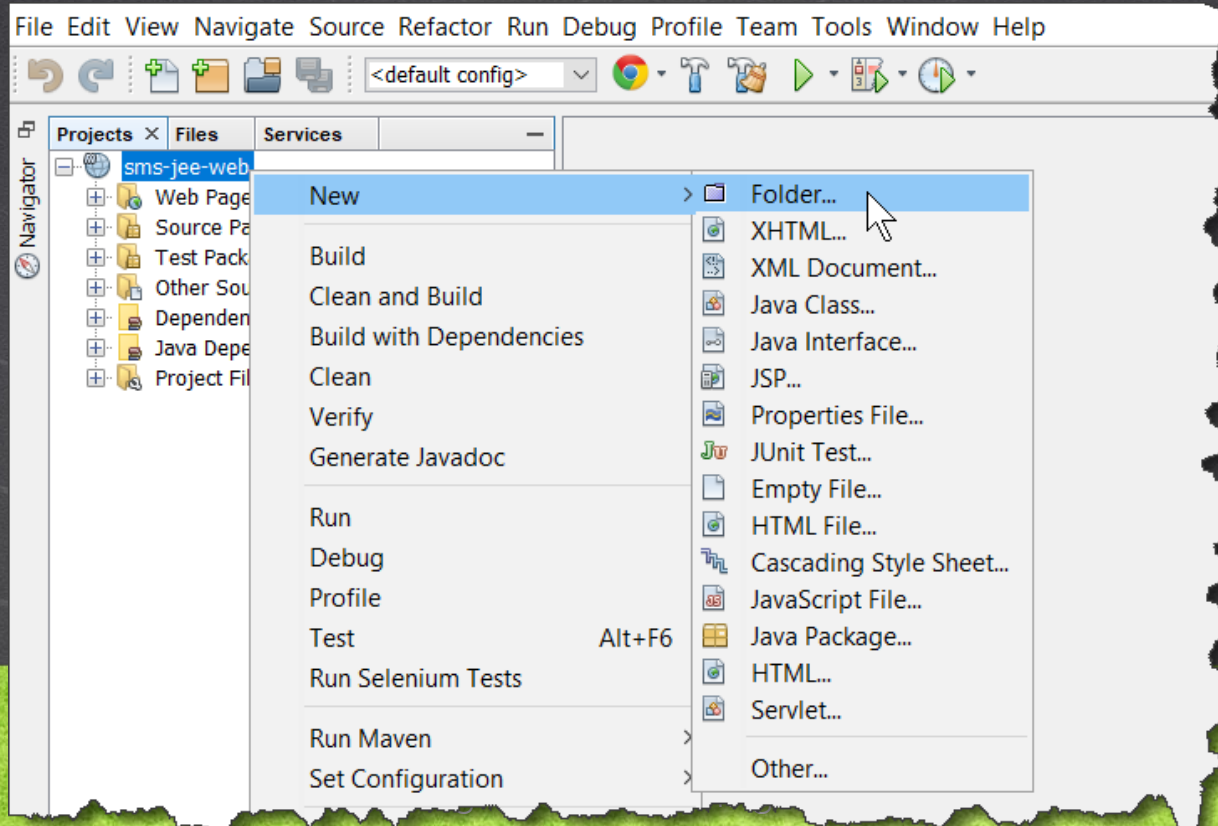 File Edit View Navigate Source Refactor Run Debug Profile Team Tools Window Help
<default config>
Projects Files Services
Navigator
sms-jee-web
Web Page
Source Pa
Test Pack
Other Sou
Dependen
Java Depe
Project Fil
New
Build
Clean and Build
Build with Dependencies
Clean
Verify
Generate Javadoc
Run
Debug
Profile
Test Alt+F6
Run Selenium Tests
Run Maven
Set Configuration
Folder...
XHTML...
XML Document...
Java Class...
Java Interface...
JSP...
Properties File...
JUnit Test...
Empty File...
HTML File...
Cascading Style Sheet...
JavaScript File...
Java Package...
HTML...
Servlet...
Other...